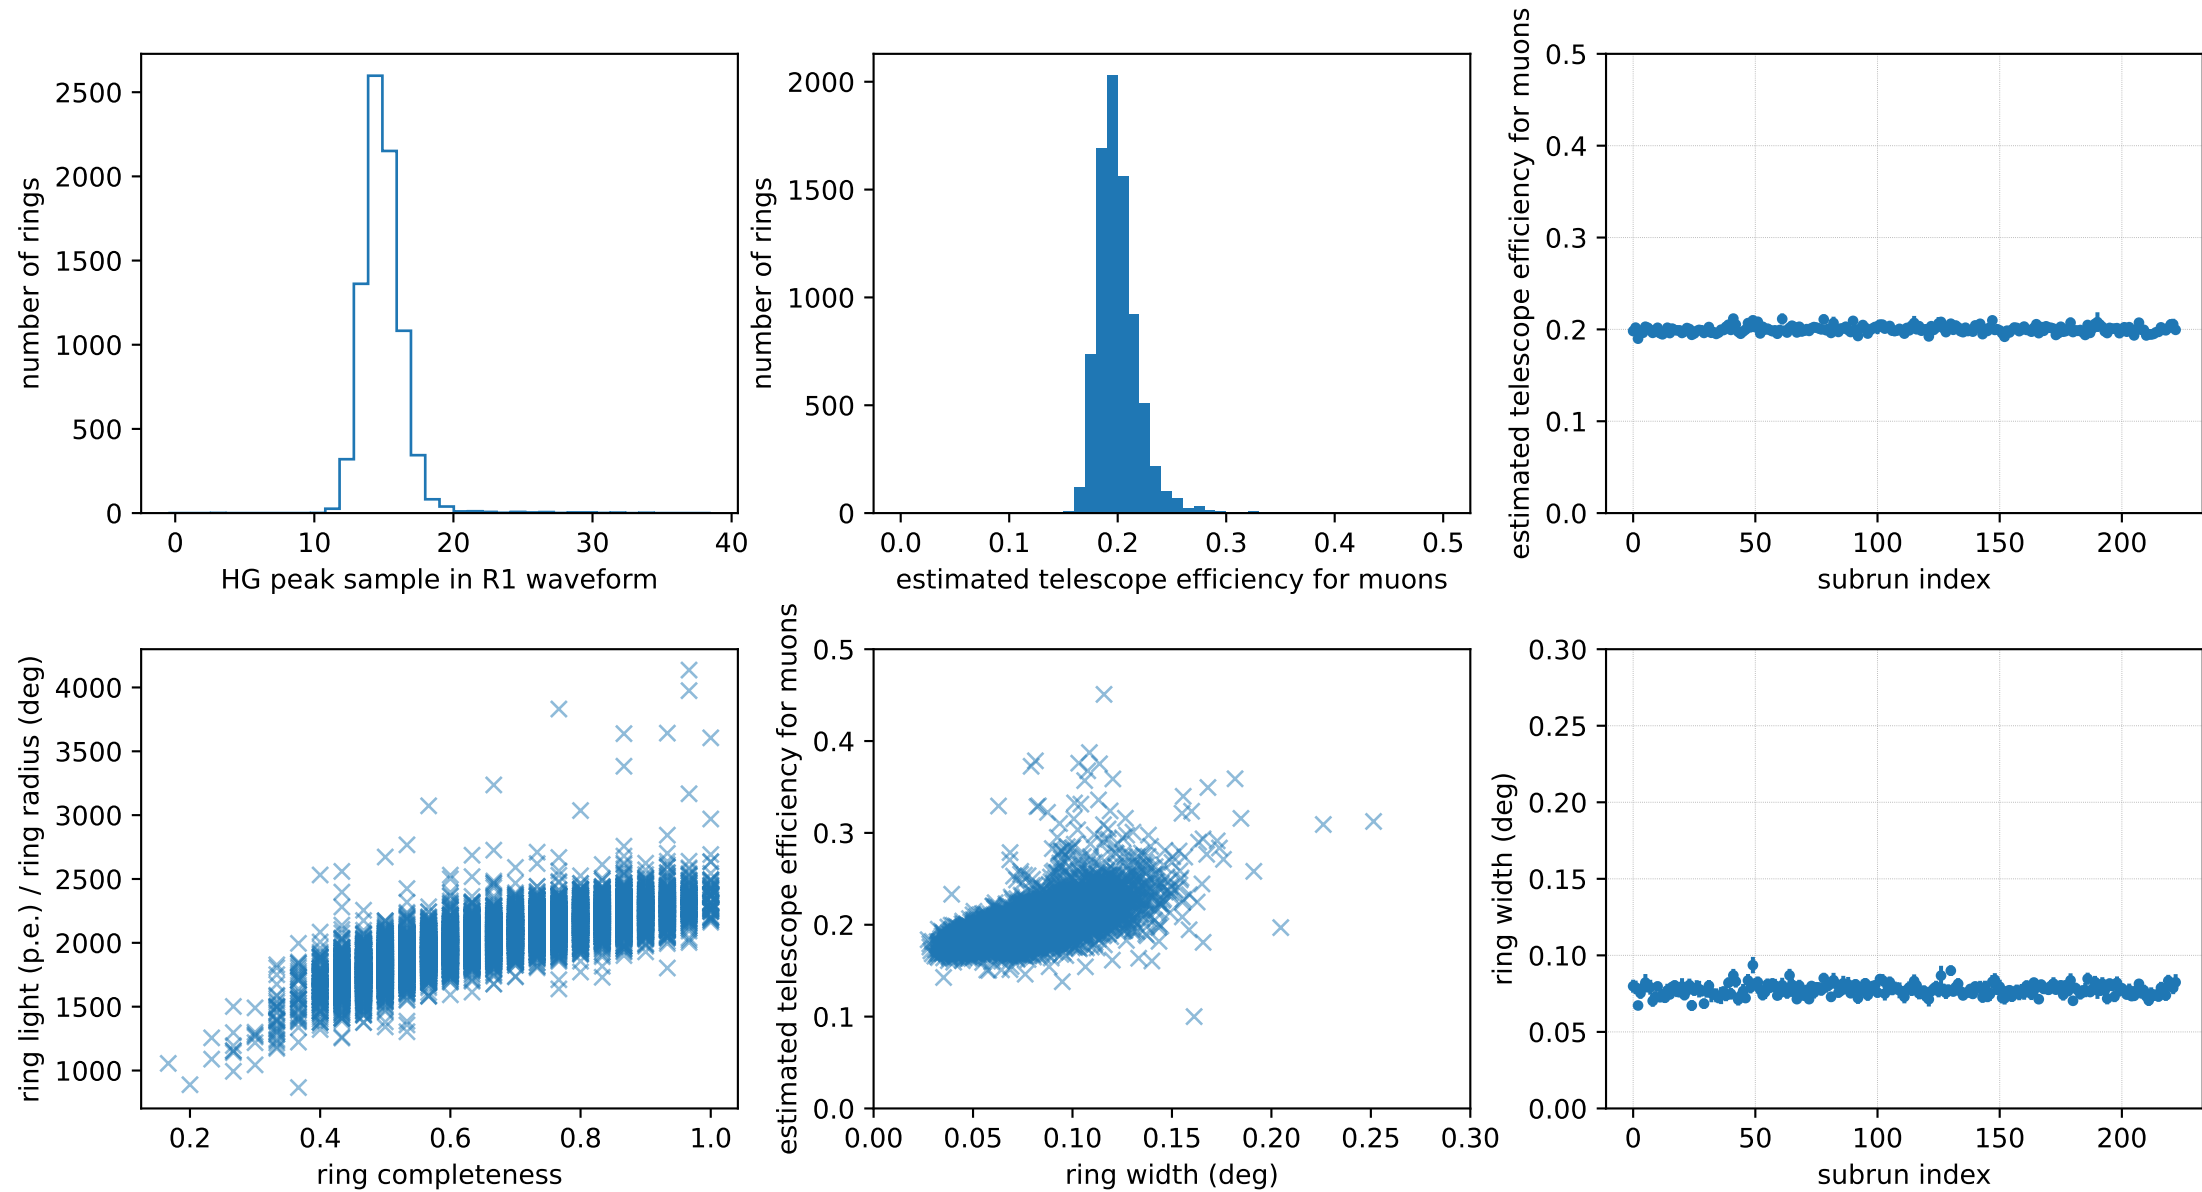 number of rings
2500
2000
1500
1000
500
0
0 10 20 30 40
HG peak sample in R1 waveform
number of rings
2000
1500
1000
500
0
0.0 0.1 0.2 0.3 0.4 0.5
estimated telescope efficiency for muons
estimated telescope efficiency for muons
0.5
0.4
0.3
0.2
0.1
0.0
0 50 100 150 200
subrun index
ring light (p.e.) / ring radius (deg)
4000
3500
3000
2500
2000
1500
1000
0.2 0.4 0.6 0.8 1.0
ring completeness
estimated telescope efficiency for muons
0.5
0.4
0.3
0.2
0.1
0.0
0.00 0.05 0.10 0.15 0.20 0.25 0.30
ring width (deg)
ring width (deg)
0.30
0.25
0.20
0.15
0.10
0.05
0.00
0 50 100 150 200
subrun index